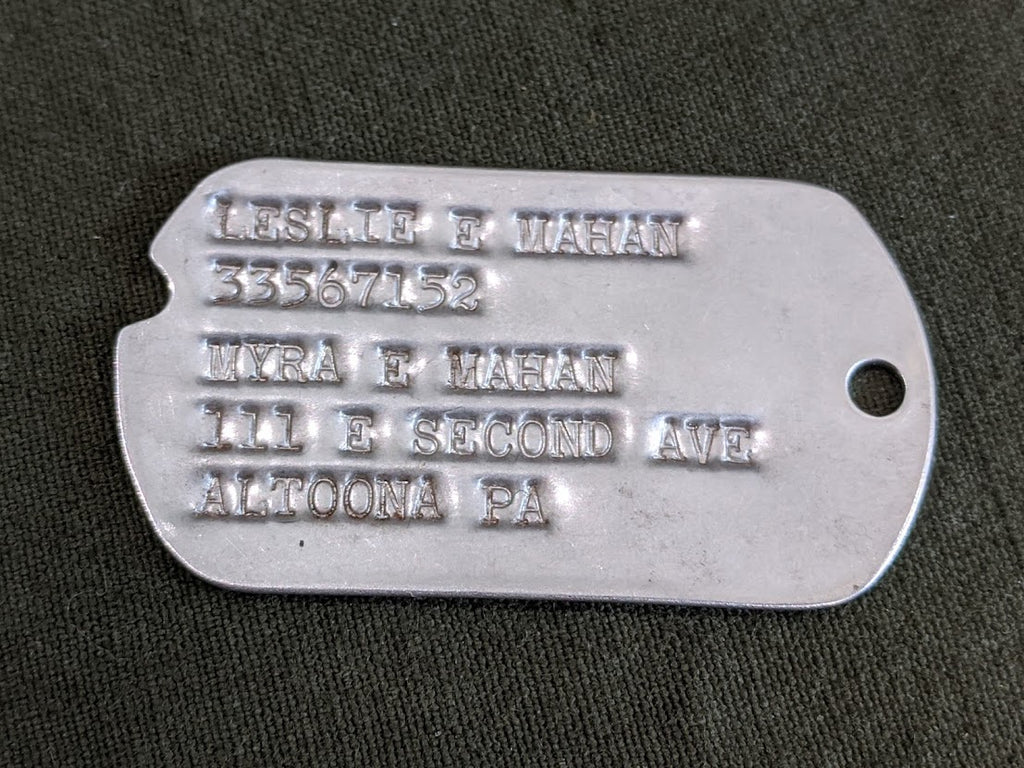 LESLIE E MAHAN
33567152
MYRA E MAHAN
111 E SECOND AVE
ALTOONA PA